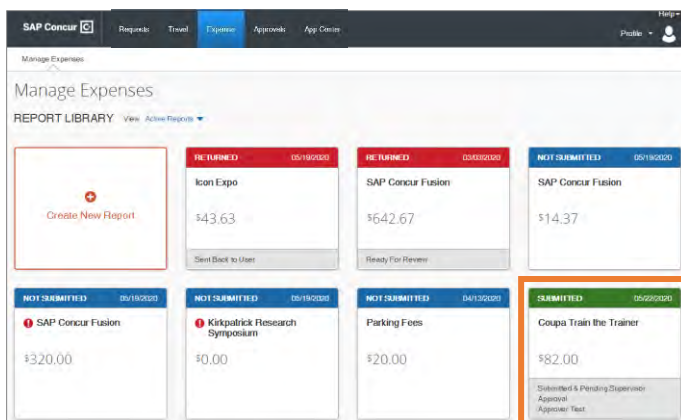 Help
SAP Concur C Requests Travel Expense Approvals App Center
Profile
Manage Expenses
Manage Expenses
REPORT LIBRARY View: Active Reports
Create New Report
RETURNED 05/19/2020
Icon Expo
$43.63
Sent Back to User
RETURNED 03/03/2020
SAP Concur Fusion
$642.67
Ready For Review
NOT SUBMITTED 05/19/2020
SAP Concur Fusion
$14.37
NOT SUBMITTED 05/19/2020
SAP Concur Fusion
$320.00
NOT SUBMITTED 05/19/2020
Kirkpatrick Research
Symposium
$0.00
NOT SUBMITTED 04/13/2020
Parking Fees
$20.00
SUBMITTED 05/22/2020
Coupa Train the Trainer
$82.00
Submitted & Pending Supervisor
Approval
Approver Test